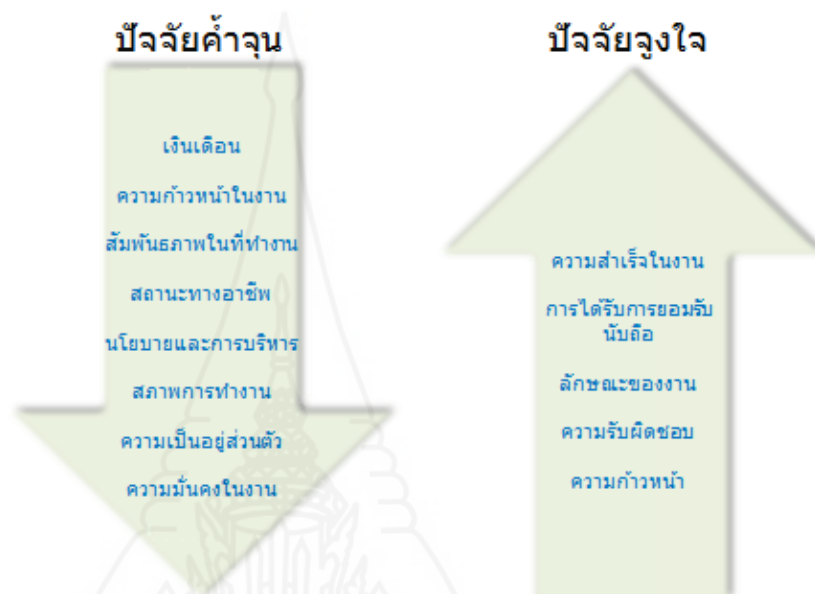 ปัจจัยค้ำจุน
เงินเดือน
ความก้าวหน้าในงาน
สัมพันธภาพในที่ทำงาน
สถานะทางอาชีพ
นโยบายและการบริหาร
สภาพการทำงาน
ความเป็นอยู่ส่วนตัว
ความมั่นคงในงาน
ปัจจัยจูงใจ
ความสำเร็จในงาน
การได้รับการยอมรับ
นับถือ
ลักษณะของงาน
ความรับผิดชอบ
ความก้าวหน้า